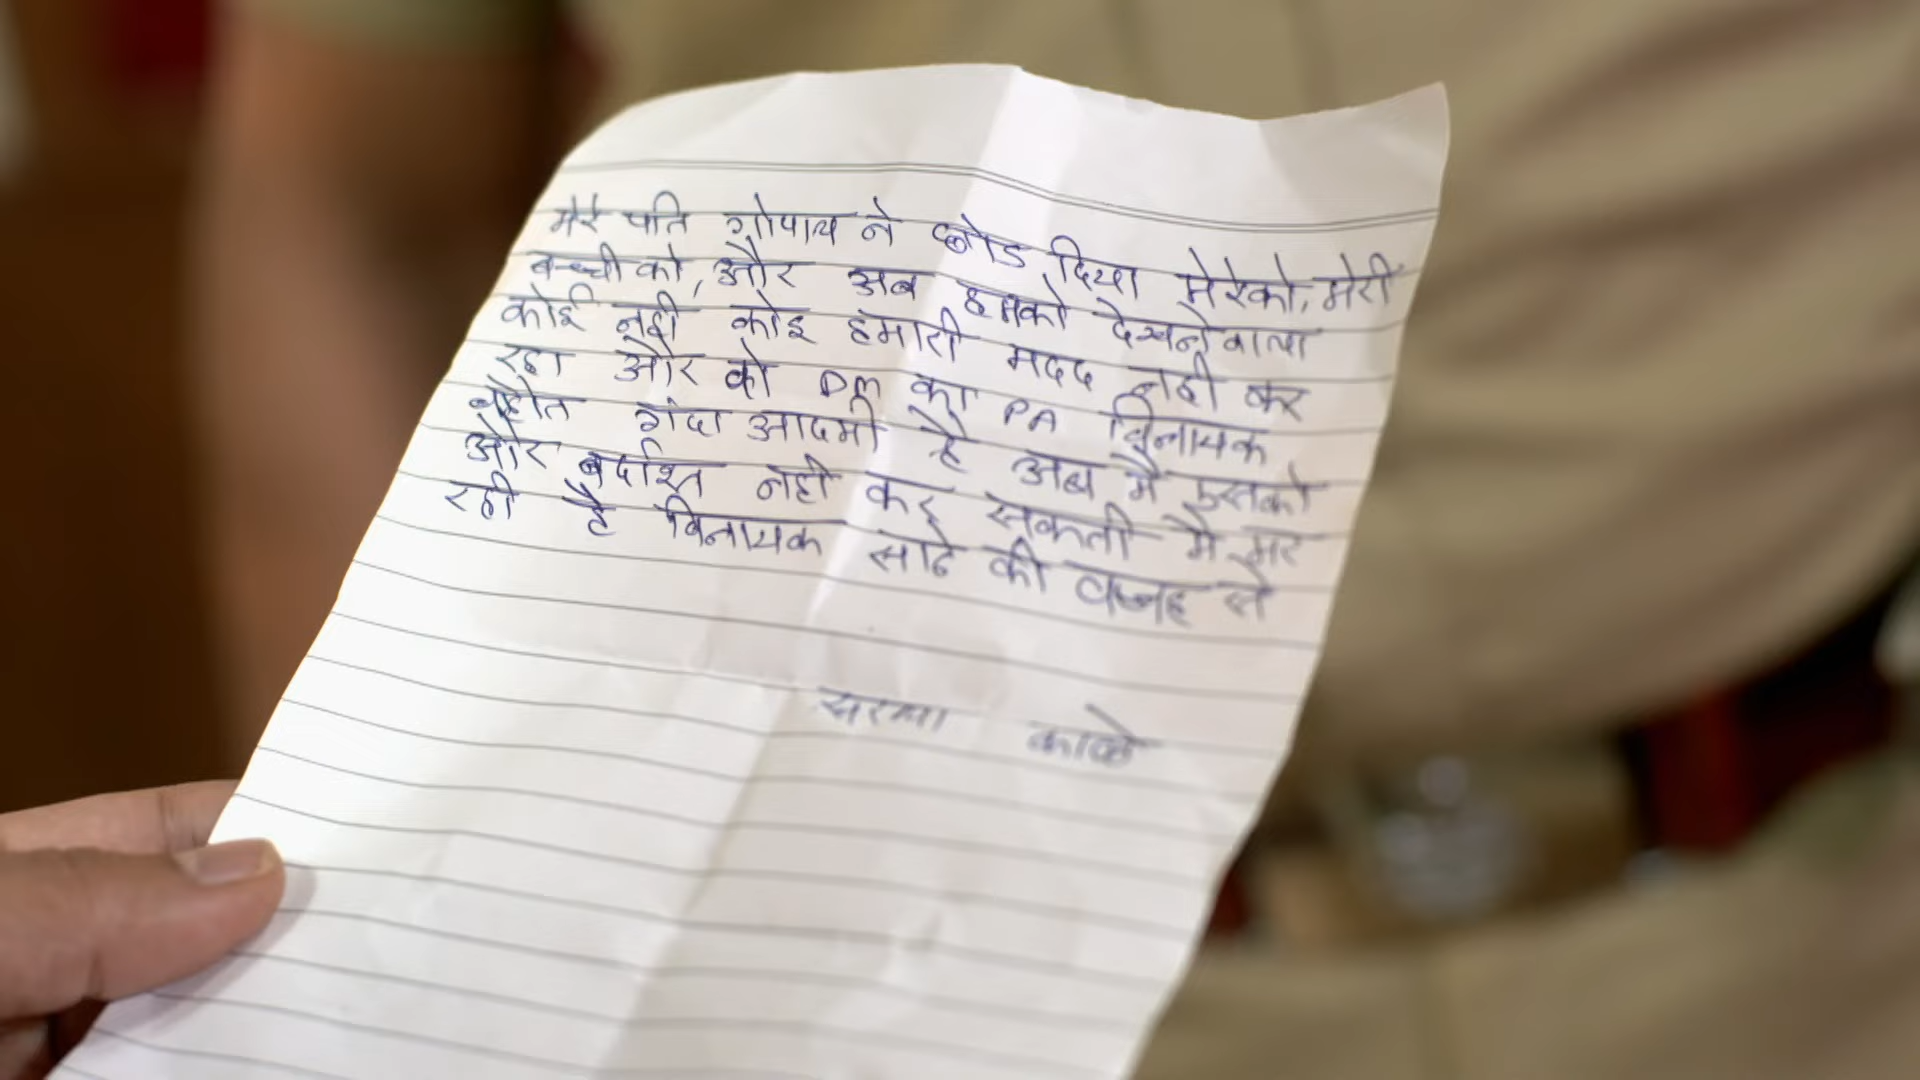 मेरे पति गोपाल ने छोड दिया मेरेको, मेरी
बच्ची को, और अब हमको देखने वाला
कोई नही कोइ हमारी मदद नही कर
रहा और वो DM का PA विनायक
बहोत गंदा आदमी है अब मै इसको
और बर्दाश्त नही कर सकती मै मर
रही है विनायक साठे की वजह से
सरला काळे